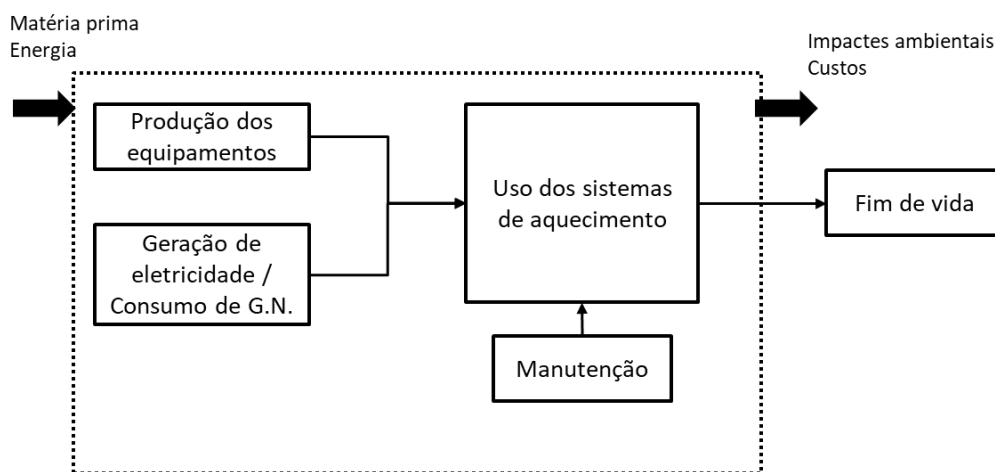 Matéria prima
Energia
Impactes ambientais
Custos
Produção dos
equipamentos
Uso dos sistemas
de aquecimento
Fim de vida
Geração de
eletricidade /
Consumo de G.N.
Manutenção